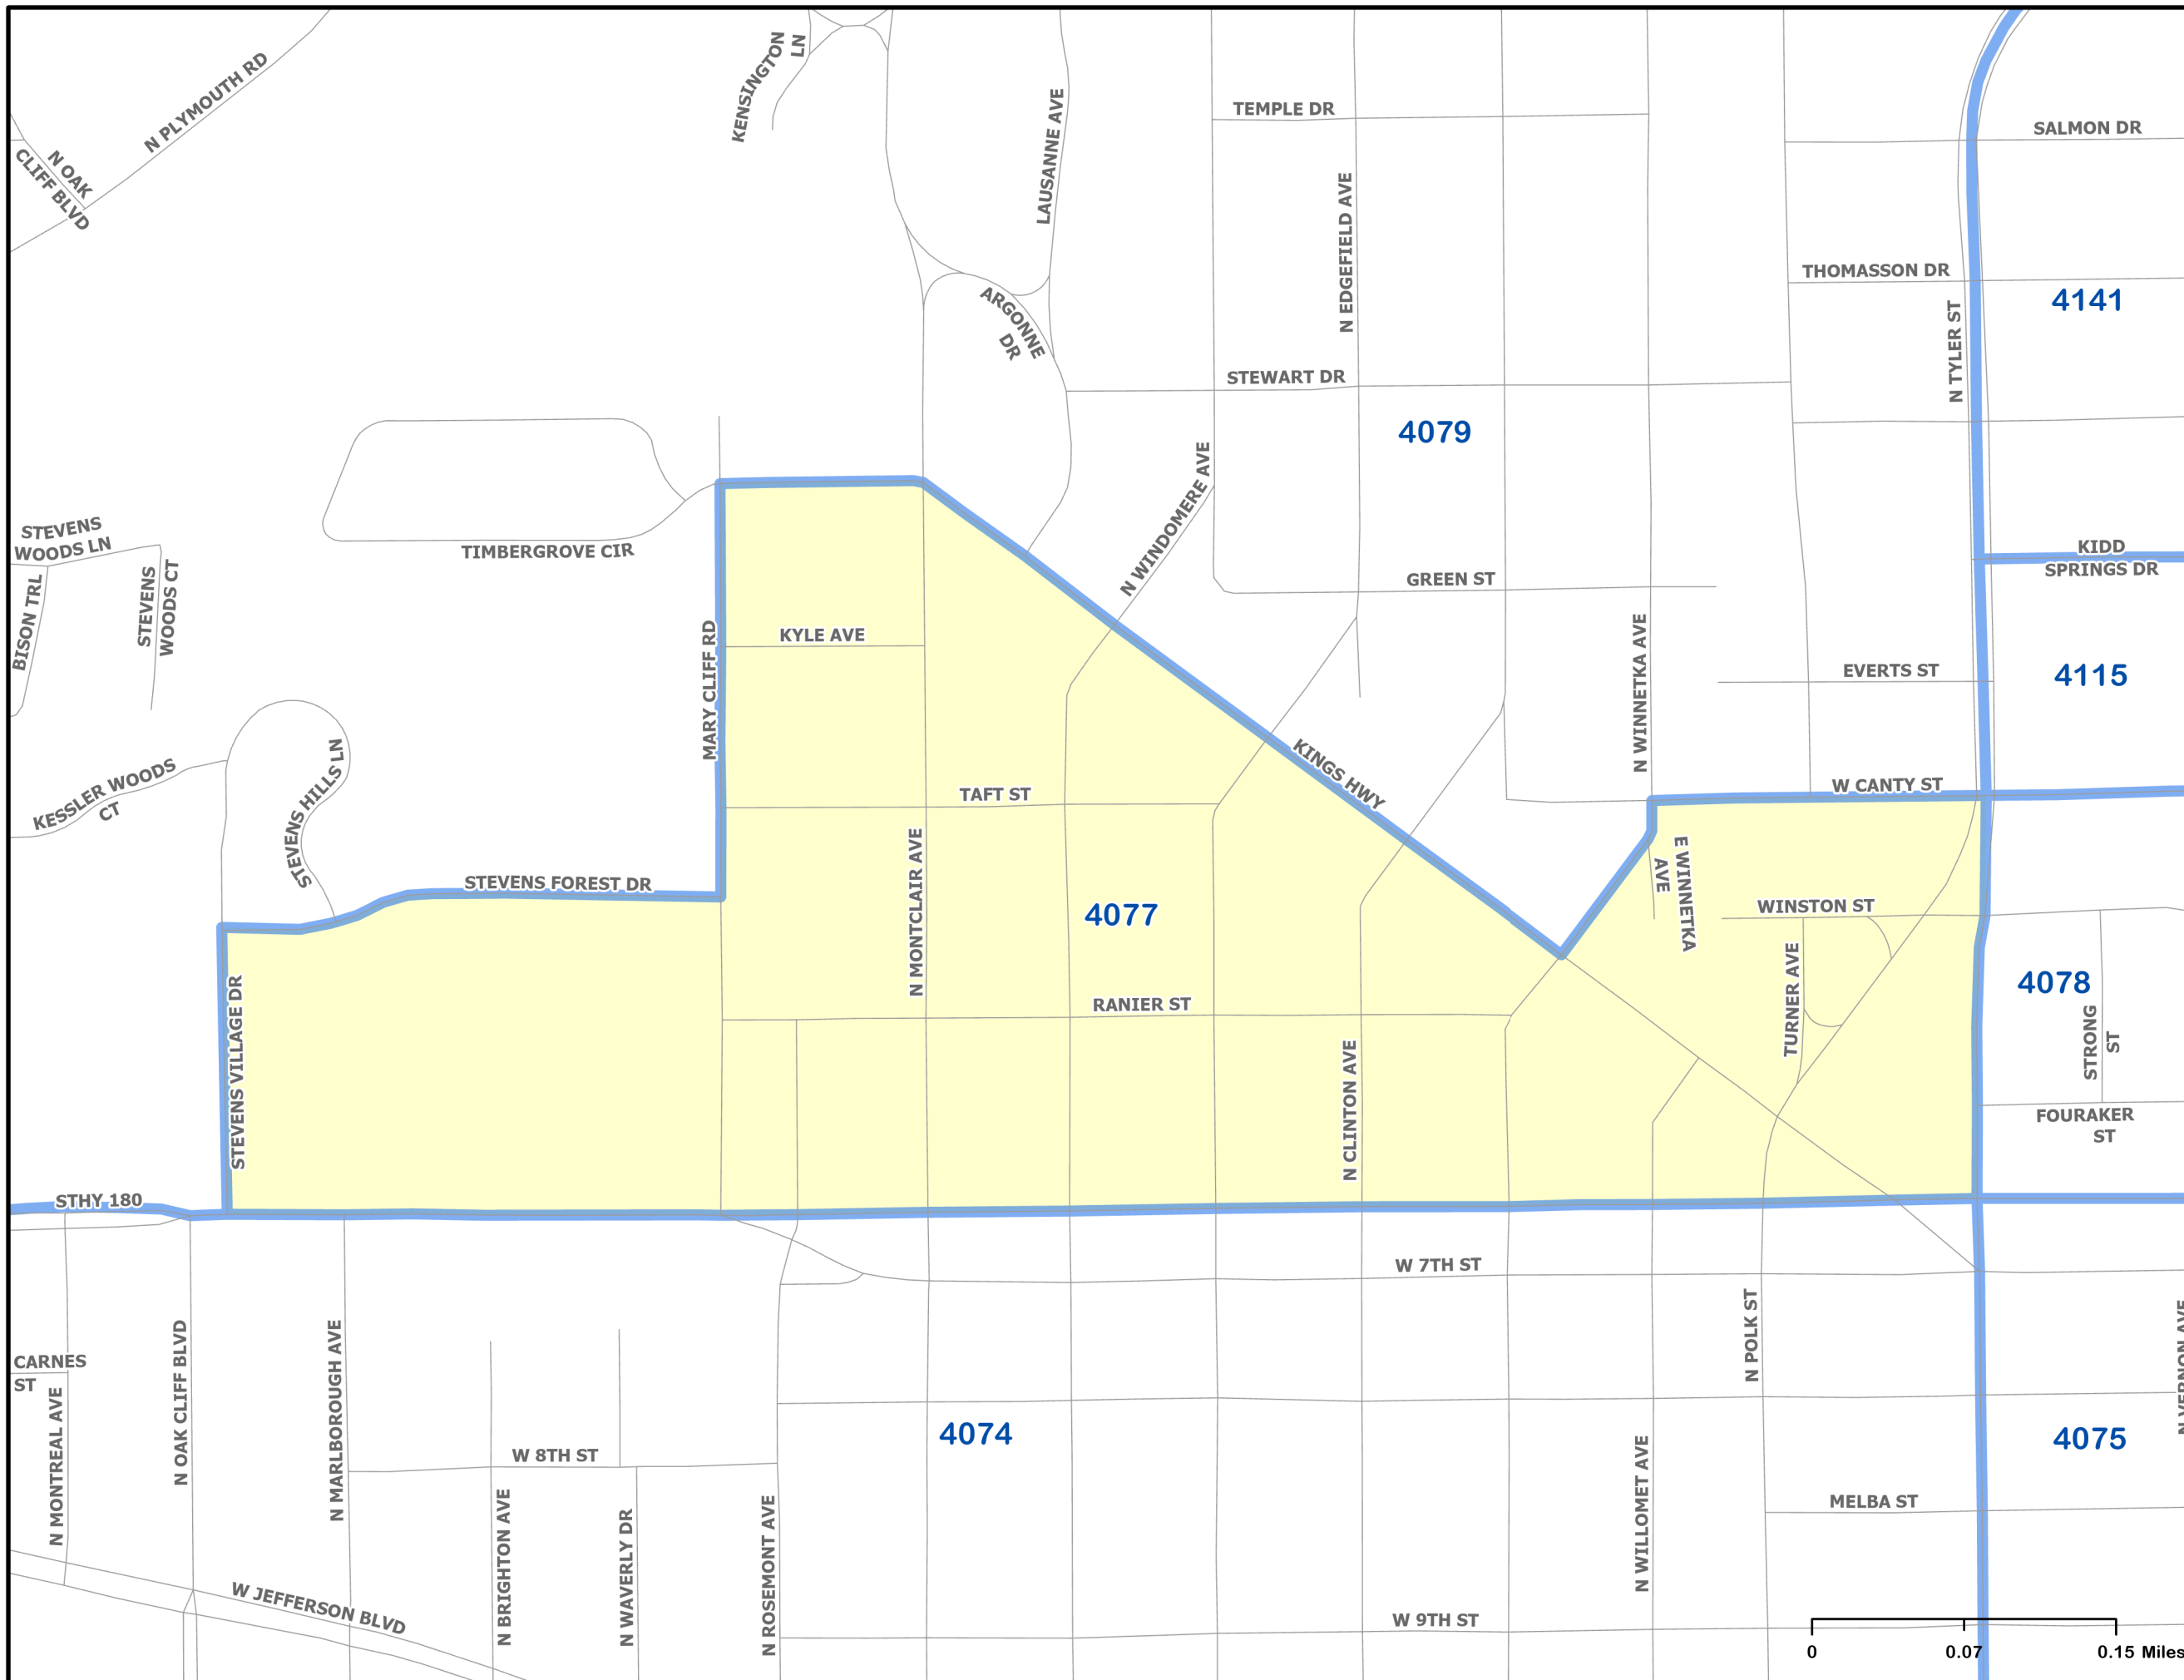 N PLYMOUTH RD
KENSINGTON
LN
LAUSANNE AVE
TEMPLE DR
SALMON DR
N OAK
CLIFF BLVD
N EDGEFIELD AVE
THOMASSON DR
4141
ARGONNE
DR
N TYLER ST
STEWART DR
4079
N WINDOMERE AVE
STEVENS
WOODS LN
TIMBERGROVE CIR
KIDD
SPRINGS DR
BISON TRL
STEVENS
WOODS CT
GREEN ST
KYLE AVE
MARY CLIFF RD
N WINNETKA AVE
EVERTS ST
4115
KESSLER WOODS
CT
STEVENS HILLS LN
KINGS HWY
W CANTY ST
TAFT ST
N MONTCLAIR AVE
E WINNETKA
AVE
STEVENS FOREST DR
4077
WINSTON ST
STEVENS VILLAGE DR
RANIER ST
TURNER AVE
4078
STRONG
ST
N CLINTON AVE
FOURAKER
ST
STHY 180
W 7TH ST
N POLK ST
N VERNON AVE
CARNES
ST
N MONTREAL AVE
N OAK CLIFF BLVD
N MARLBOROUGH AVE
4074
4075
W 8TH ST
N BRIGHTON AVE
N WAVERLY DR
N ROSEMONT AVE
N WILOMET AVE
MELBA ST
W JEFFERSON BLVD
W 9TH ST
0 0.07 0.15 Miles